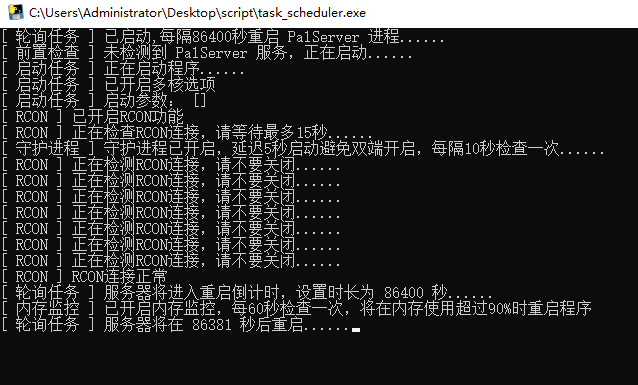 C:\Users\Administrator\Desktop\script\task_scheduler.exe
[ 轮询任务 ] 已启动,每隔86400秒重启 PalServer 进程......
[ 前置检查 ] 未检测到 PalServer 服务，正在启动......
[ 启动任务 ] 正在启动程序......
[ 启动任务 ] 已开启多核选项
[ 启动任务 ] 启动参数： []
[ RCON ] 已开启RCON功能
[ RCON ] 正在检查RCON连接，请等待最多15秒......
[ 守护进程 ] 守护进程已开启，延迟5秒启动避免双端开启，每隔10秒检查一次......
[ RCON ] 正在检测RCON连接，请不要关闭......
[ RCON ] 正在检测RCON连接，请不要关闭......
[ RCON ] 正在检测RCON连接，请不要关闭......
[ RCON ] 正在检测RCON连接，请不要关闭......
[ RCON ] 正在检测RCON连接，请不要关闭......
[ RCON ] 正在检测RCON连接，请不要关闭......
[ RCON ] 正在检测RCON连接，请不要关闭......
[ RCON ] RCON连接正常
[ 轮询任务 ] 服务器将进入重启倒计时，设置时长为 86400 秒......
[ 内存监控 ] 已开启内存监控，每60秒检查一次，将在内存使用超过90%时重启程序
[ 轮询任务 ] 服务器将在 86381 秒后重启......